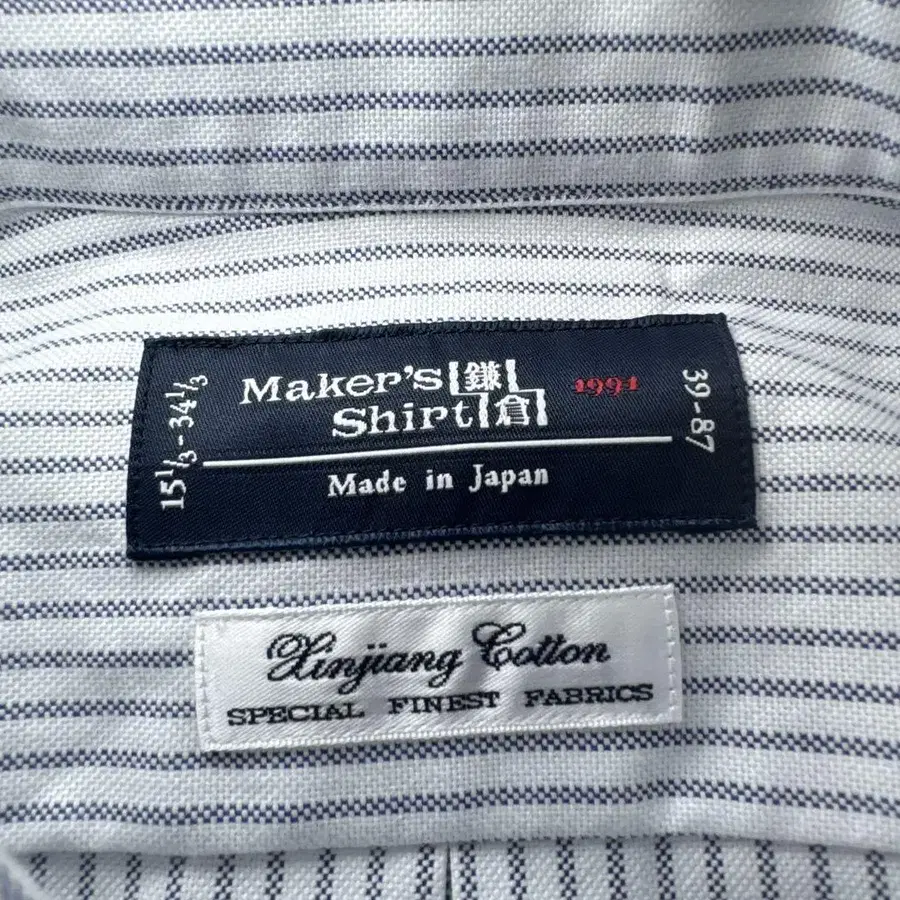 Maker's 鎌 1994
Shirt 倉
Made in Japan
15 1/3 - 34 1/3
39-87
Xinjiang Cotton
SPECIAL FINEST FABRICS